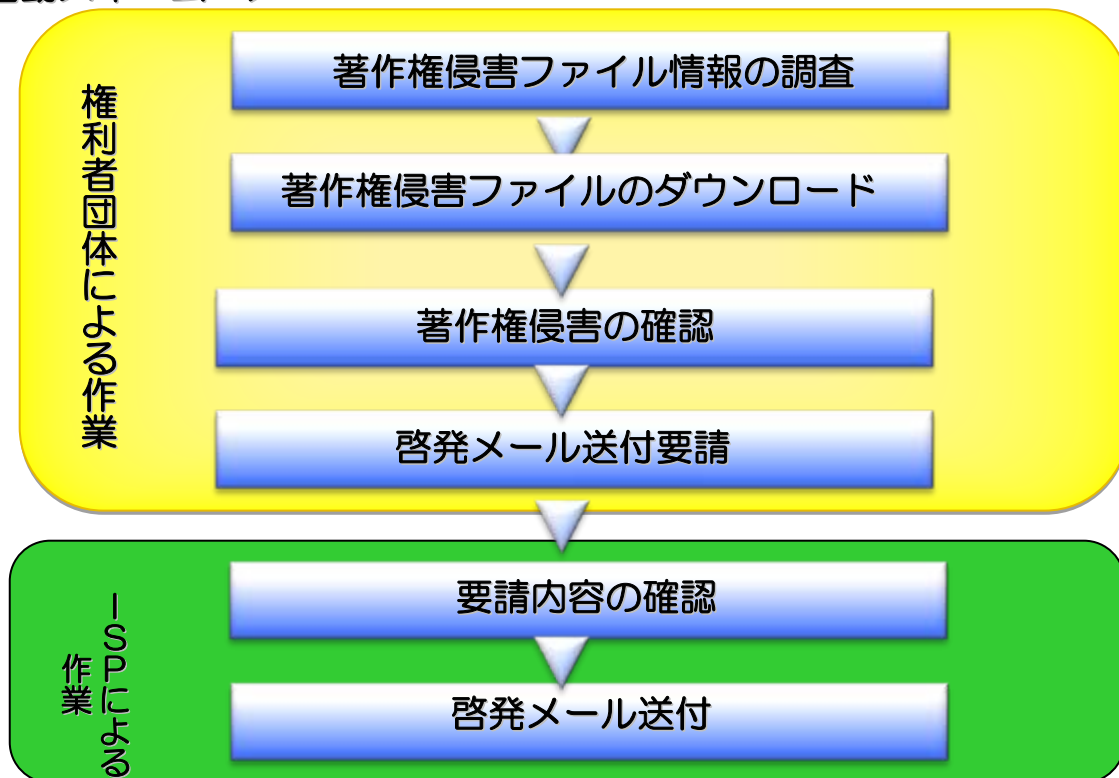 権利者団体による作業
著作権侵害ファイル情報の調査
著作権侵害ファイルのダウンロード
著作権侵害の確認
啓発メール送付要請
ISPによる
作業
要請内容の確認
啓発メール送付